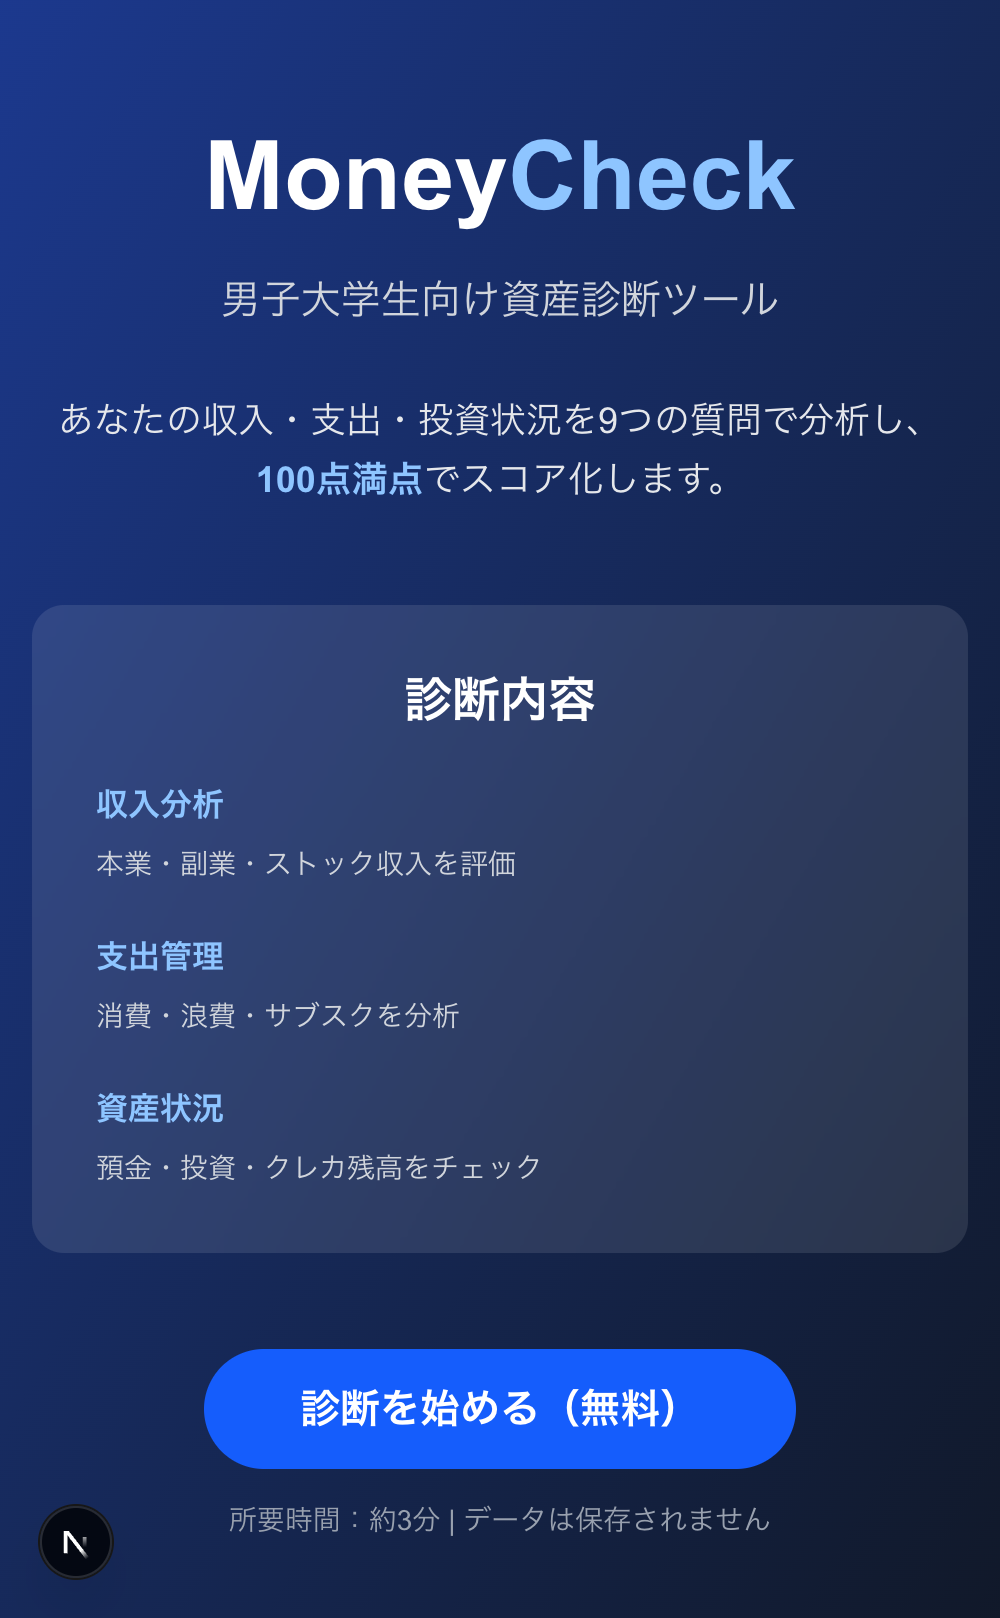 MoneyCheck
男子大学生向け資産診断ツール
あなたの収入・支出・投資状況を9つの質問で分析し、
100点満点でスコア化します。
診断内容
収入分析
本業・副業・ストック収入を評価
支出管理
消費・浪費・サブスクを分析
資産状況
預金・投資・クレカ残高をチェック
診断を始める（無料）
所要時間：約3分 | データは保存されません
N